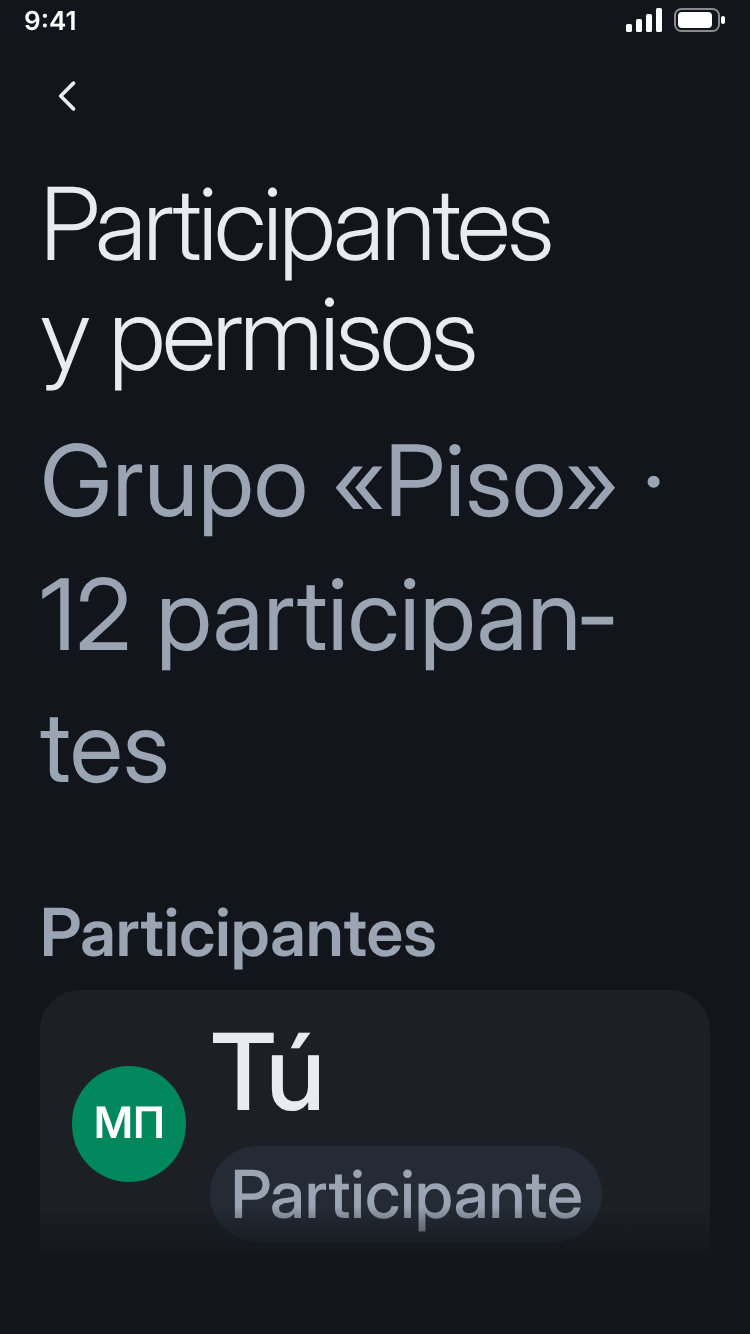 9:41
Participantes
y permisos
Grupo «Piso» ·
12 participan-
tes
Participantes
Tú
МП
Participante